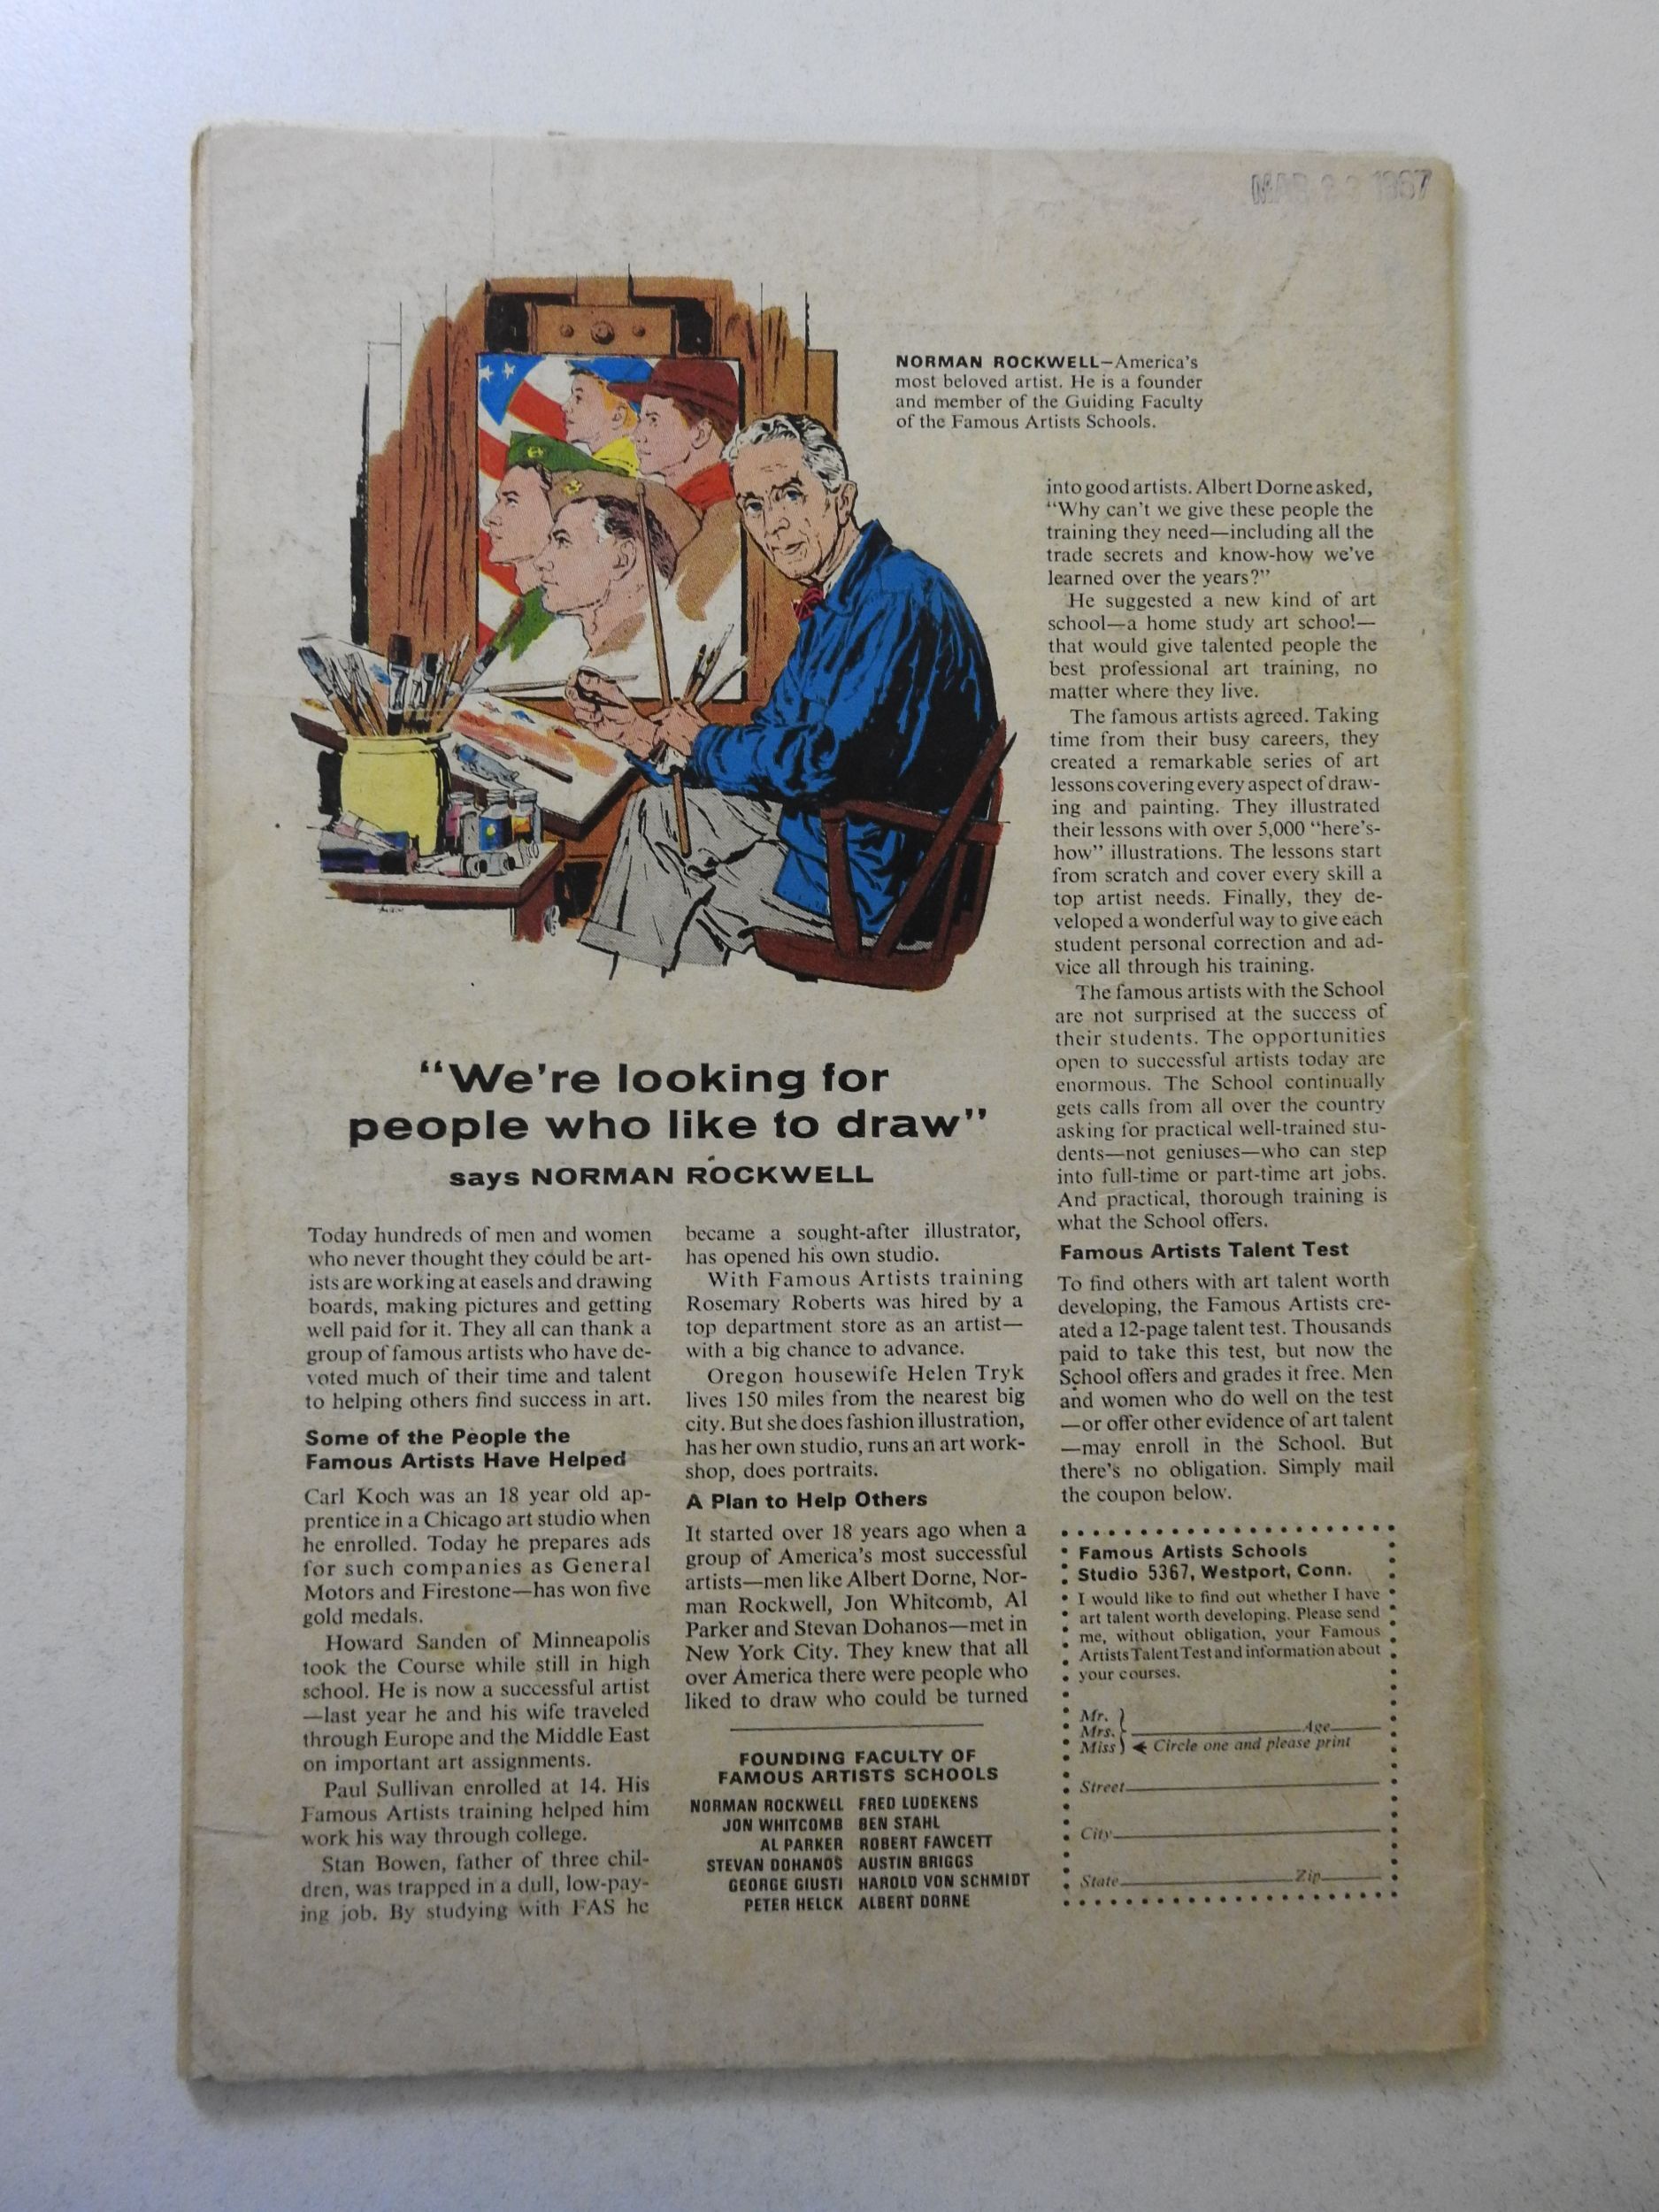 1967
NORMAN ROCKWELL—America's
most beloved artist. He is a founder
and member of the Guiding Faculty
of the Famous Artists Schools.
"We're looking for
people who like to draw"
says NORMAN ROCKWELL
Today hundreds of men and women
who never thought they could be art-
ists are working at easels and drawing
boards, making pictures and getting
well paid for it. They all can thank a
group of famous artists who have de-
voted much of their time and talent
to helping others find success in art.
Some of the People the
Famous Artists Have Helped
Carl Koch was an 18 year old ap-
prentice in a Chicago art studio when
he enrolled. Today he prepares ads
for such companies as General
Motors and Firestone—has won five
gold medals.
Howard Sanden of Minneapolis
took the Course while still in high
school. He is now a successful artist
—last year he and his wife traveled
through Europe and the Middle East
on important art assignments.
Paul Sullivan enrolled at 14. His
Famous Artists training helped him
work his way through college.
Stan Bowen, father of three chil-
dren, was trapped in a dull, low-pay-
ing job. By studying with FAS he
became a sought-after illustrator,
has opened his own studio.
With Famous Artists training
Rosemary Roberts was hired by a
top department store as an artist—
with a big chance to advance.
Oregon housewife Helen Tryk
lives 150 miles from the nearest big
city. But she does fashion illustration,
has her own studio, runs an art work-
shop, does portraits.
A Plan to Help Others
It started over 18 years ago when a
group of America's most successful
artists—men like Albert Dorne, Nor-
man Rockwell, Jon Whitcomb, Al
Parker and Stevan Dohanos—met in
New York City. They knew that all
over America there were people who
liked to draw who could be turned
FOUNDING FACULTY OF
FAMOUS ARTISTS SCHOOLS
NORMAN ROCKWELL FRED LUDEKENS
JON WHITCOMB BEN STAHL
AL PARKER ROBERT FAWCETT
STEVAN DOHANOS AUSTIN BRIGGS
GEORGE GIUSTI HAROLD VON SCHMIDT
PETER HELCK ALBERT DORNE
into good artists. Albert Dorne asked,
"Why can't we give these people the
training they need—including all the
trade secrets and know-how we've
learned over the years?"
He suggested a new kind of art
school—a home study art school—
that would give talented people the
best professional art training, no
matter where they live.
The famous artists agreed. Taking
time from their busy careers, they
created a remarkable series of art
lessons covering every aspect of draw-
ing and painting. They illustrated
their lessons with over 5,000 "here's-
how" illustrations. The lessons start
from scratch and cover every skill a
top artist needs. Finally, they de-
veloped a wonderful way to give each
student personal correction and ad-
vice all through his training.
The famous artists with the School
are not surprised at the success of
their students. The opportunities
open to successful artists today are
enormous. The School continually
gets calls from all over the country
asking for practical well-trained stu-
dents—not geniuses—who can step
into full-time or part-time art jobs.
And practical, thorough training is
what the School offers.
Famous Artists Talent Test
To find others with art talent worth
developing, the Famous Artists cre-
ated a 12-page talent test. Thousands
paid to take this test, but now the
School offers and grades it free. Men
and women who do well on the test
—or offer other evidence of art talent
—may enroll in the School. But
there's no obligation. Simply mail
the coupon below.
Famous Artists Schools
Studio 5367, Westport, Conn.
I would like to find out whether I have
art talent worth developing. Please send
me, without obligation, your Famous
Artists Talent Test and information about
your courses.
Mr.
Mrs. Age
Miss Circle one and please print
Street
City
State Zip